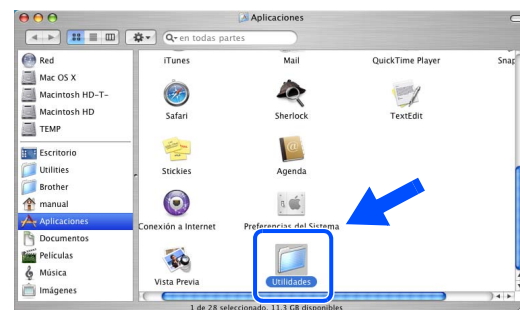 Aplicaciones
Q- en todas partes
Red
Mac OS X
Macintosh HD-T-
Macintosh HD
TEMP
Escritorio
Utilities
Brother
manual
Aplicaciones
Documentos
Películas
Música
Imágenes
iTunes
Mail
QuickTime Player
Snap
Safari
Sherlock
TextEdit
Stickies
Agenda
Conexión a Internet
Preferencias del Sistema
Vista Previa
Utilidades
1 de 28 seleccionado, 11.3 GB disponibles